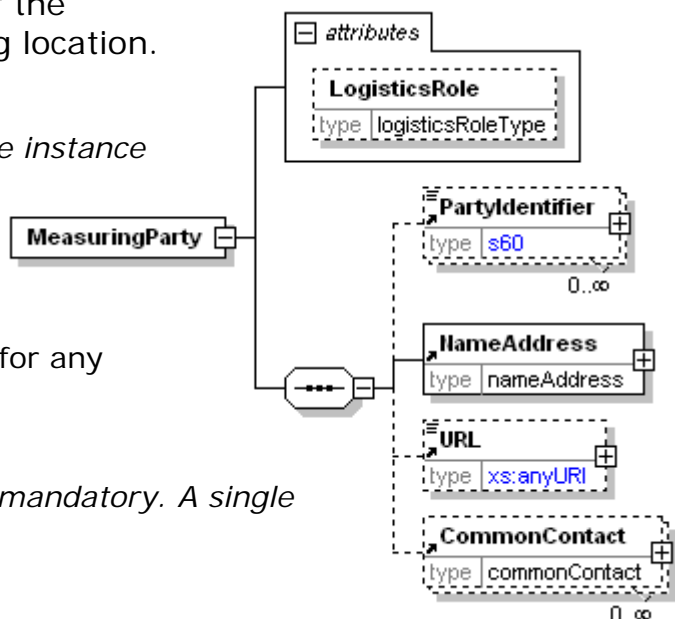 the
g location.
attributes
LogisticsRole
type logisticsRoleType
e instance
PartyIdentifier
type s60
0..∞
MeasuringParty
for any
NameAddress
type nameAddress
URL
type xs:anyURI
mandatory. A single
CommonContact
type commonContact
0..∞